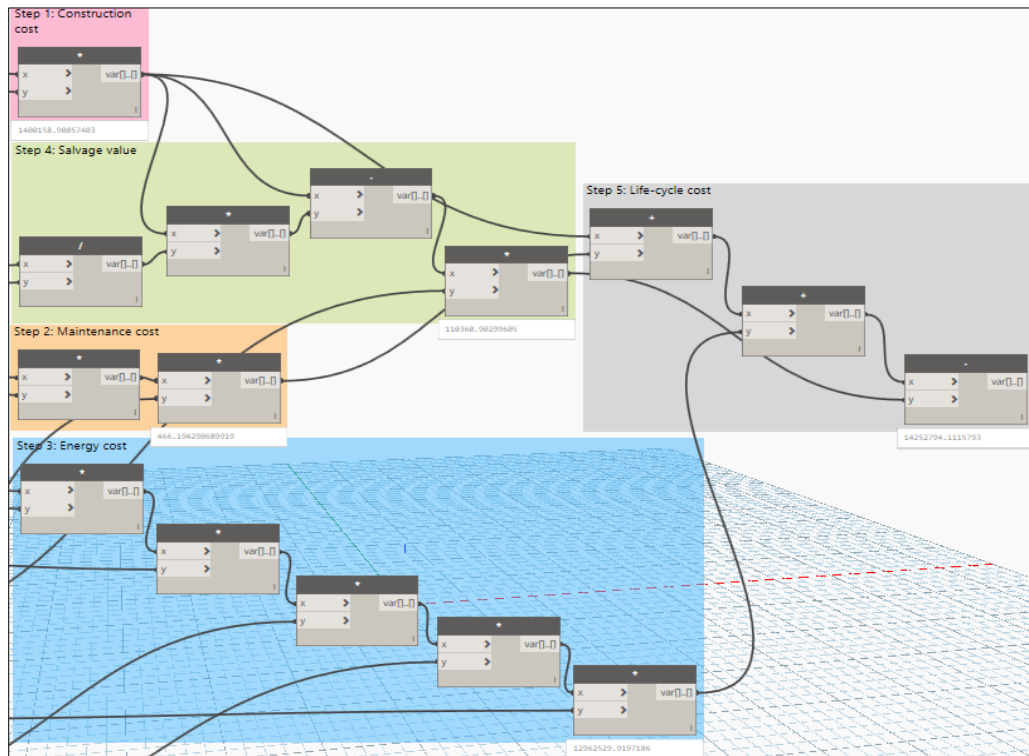 Step 1: Construction
cost
*
x > var[]..[]
y >
l
1400158.90057403
Step 4: Salvage value
-
x > var[]..[]
y >
l
*
x > var[]..[]
y >
l
/
x > var[]..[]
y >
l
*
x > var[]..[]
y >
l
110360.90299605
Step 5: Life-cycle cost
+
x > var[]..[]
y >
l
+
x > var[]..[]
y >
l
-
x > var[]..[]
y >
l
14252794.1115793
Step 2: Maintenance cost
*
x > var[]..[]
y >
l
*
x > var[]..[]
y >
l
466.194290689919
Step 3: Energy cost
*
x > var[]..[]
y >
l
*
x > var[]..[]
y >
l
*
x > var[]..[]
y >
l
*
x > var[]..[]
y >
l
*
x > var[]..[]
y >
l
12962529.9197106